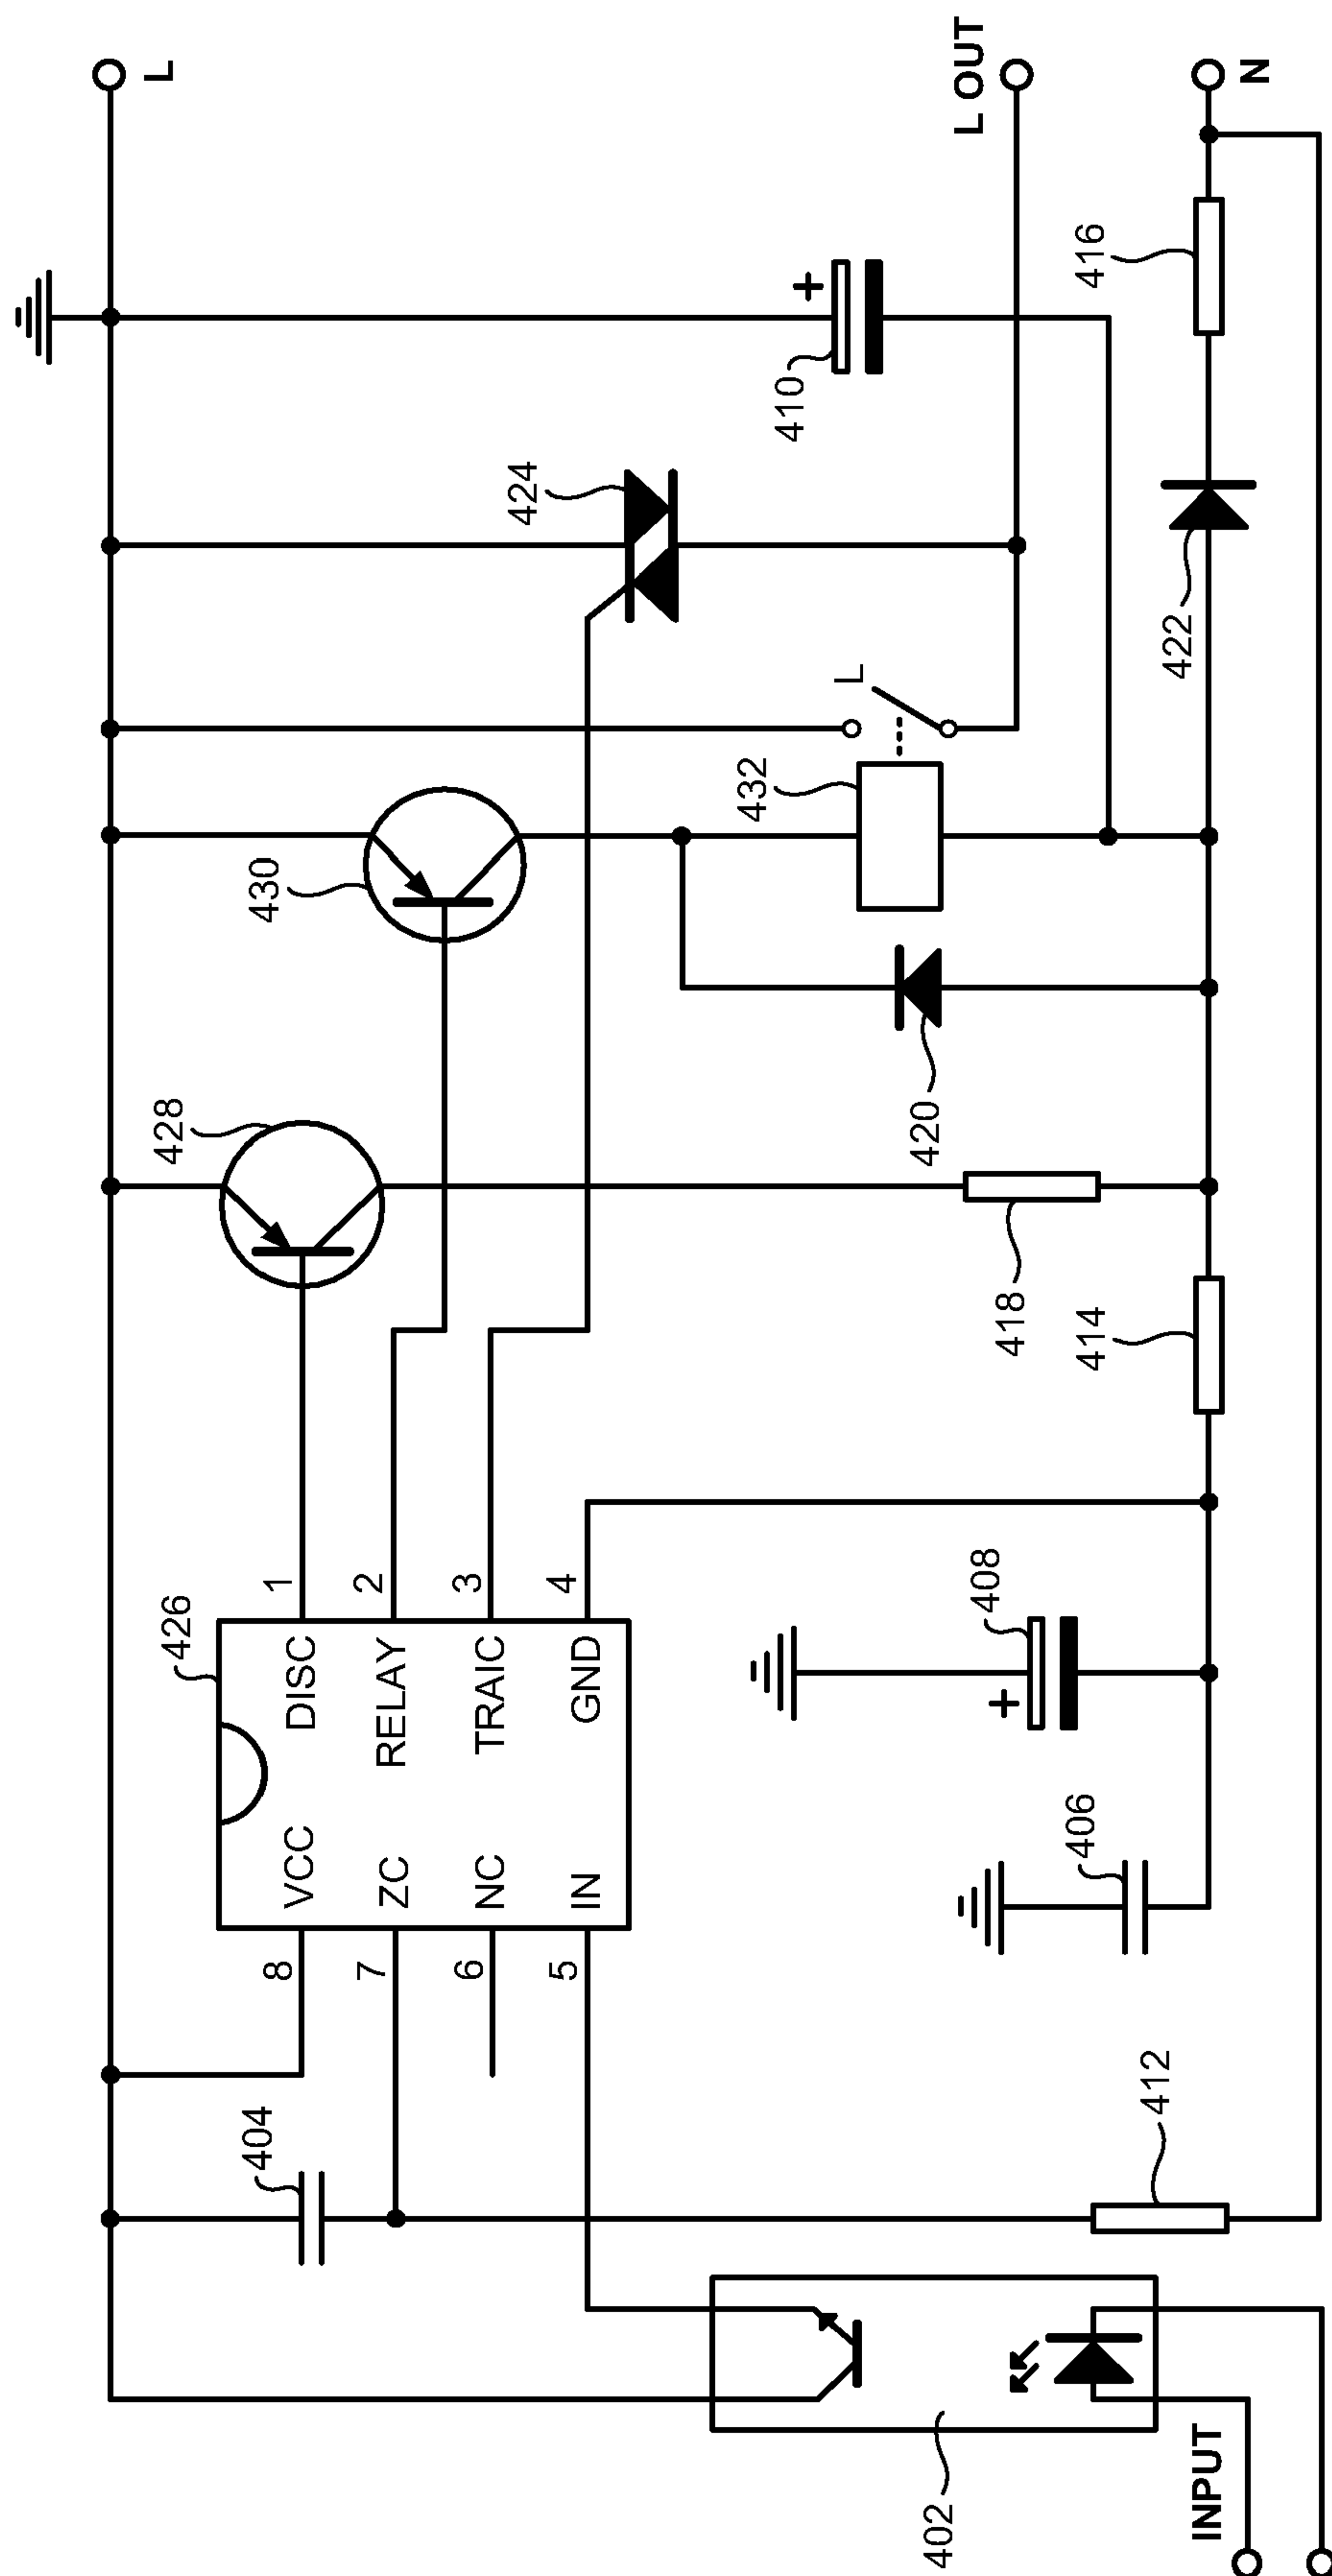 L
L OUT
N
416
410
424
422
L
432
430
420
428
418
414
426
1
2
3
4
DISC
RELAY
TRAIC
GND
VCC
ZC
NC
IN
8
7
6
5
+
+
408
406
404
412
402
INPUT